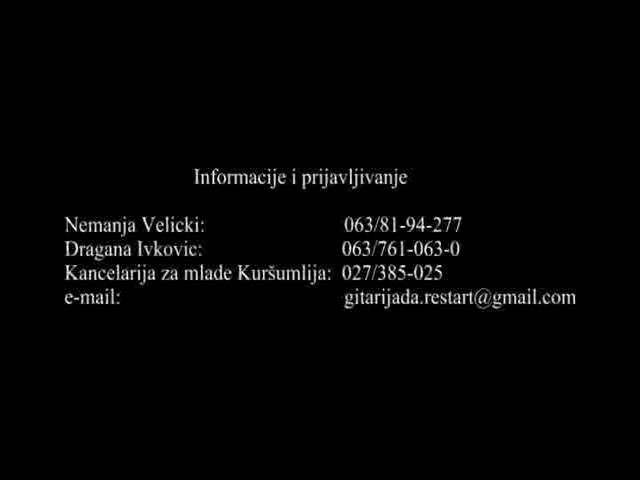 Informacije i prijavljivanje
Nemanja Velicki: 063/81-94-277
Dragana Ivkovic: 063/761-063-0
Kancelarija za mlade Kuršumlija: 027/385-025
e-mail: gitarijada.restart@gmail.com